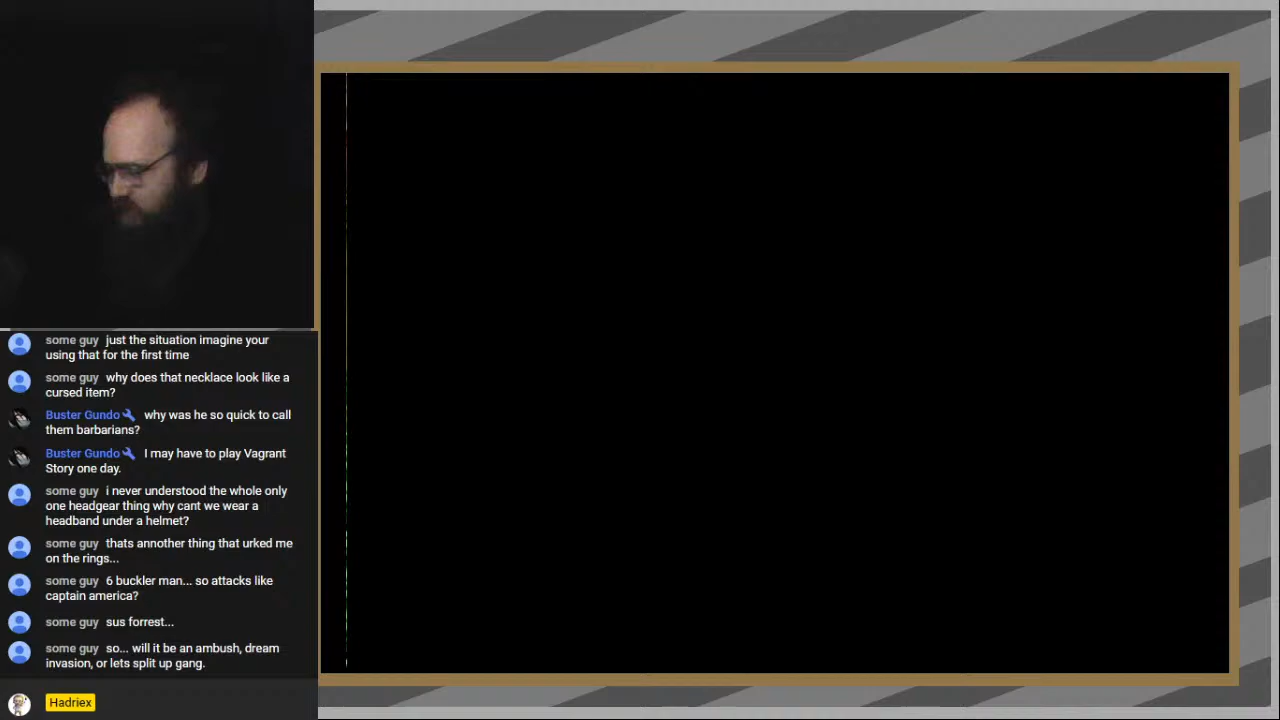 some guy just the situation imagine your
using that for the first time
some guy why does that necklace look like a
cursed item?
Buster Gundo why was he so quick to call
them barbarians?
Buster Gundo I may have to play Vagrant
Story one day.
some guy i never understood the whole only
one headgear thing why cant we wear a
headband under a helmet?
some guy thats annother thing that urked me
on the rings...
some guy 6 buckler man... so attacks like
captain america?
some guy sus forrest...
some guy so... will it be an ambush, dream
invasion, or lets split up gang.
Hadriex